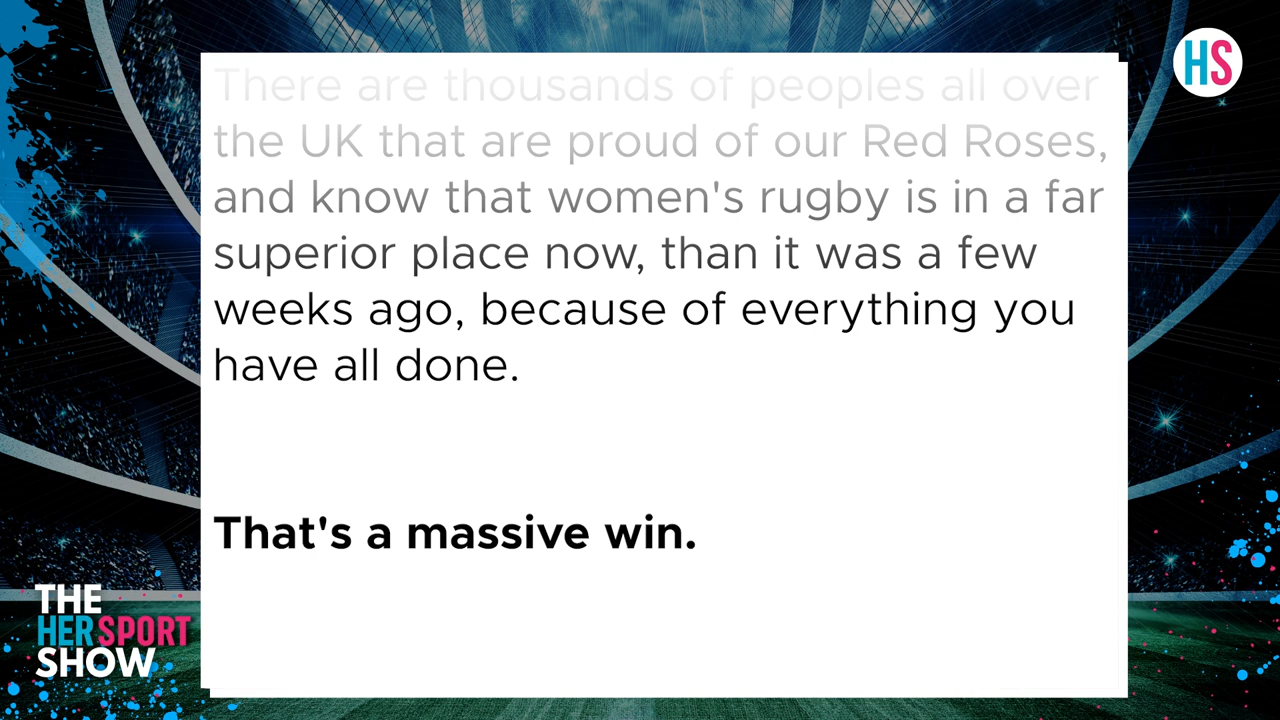 There are thousands of peoples all over
the UK that are proud of our Red Roses,
and know that women's rugby is in a far
superior place now, than it was a few
weeks ago, because of everything you
have all done.
That's a massive win.
HS
THE
HERSPORT
SHOW